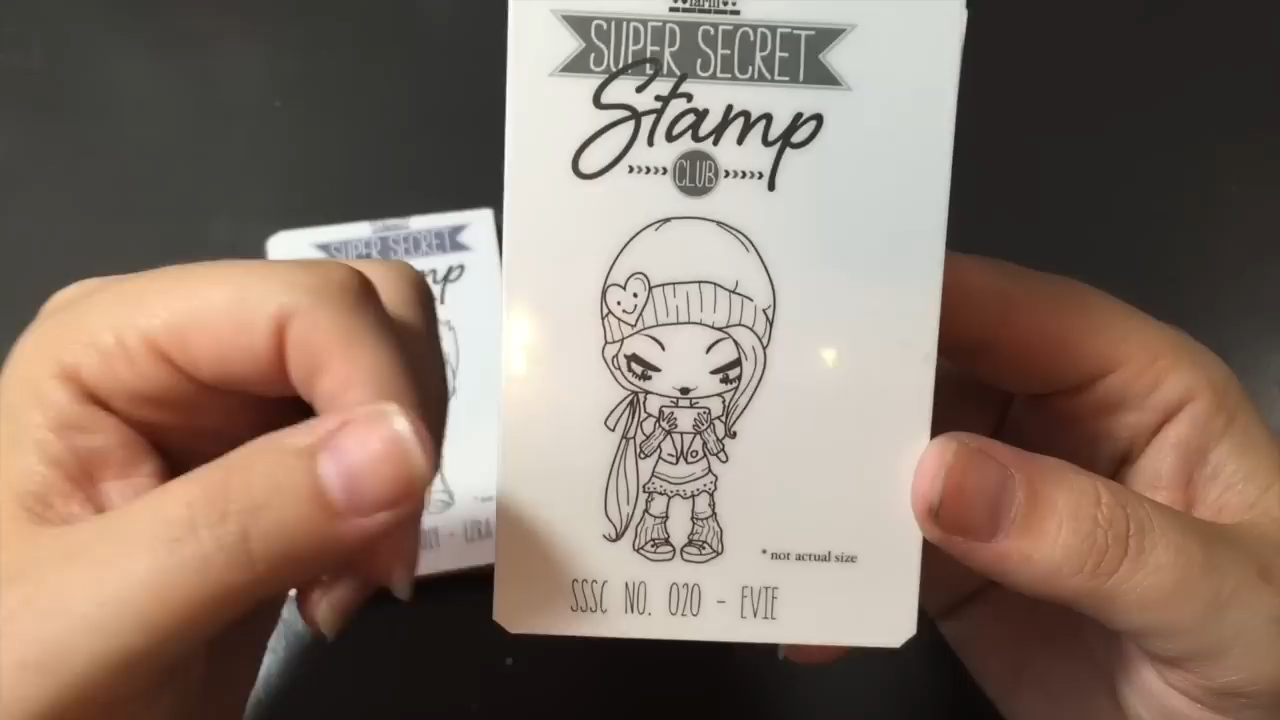 SUPER SECRET
Stamp
CLUB
* not actual size
SSSC NO. 020 - EVIE
SUPER SECRET